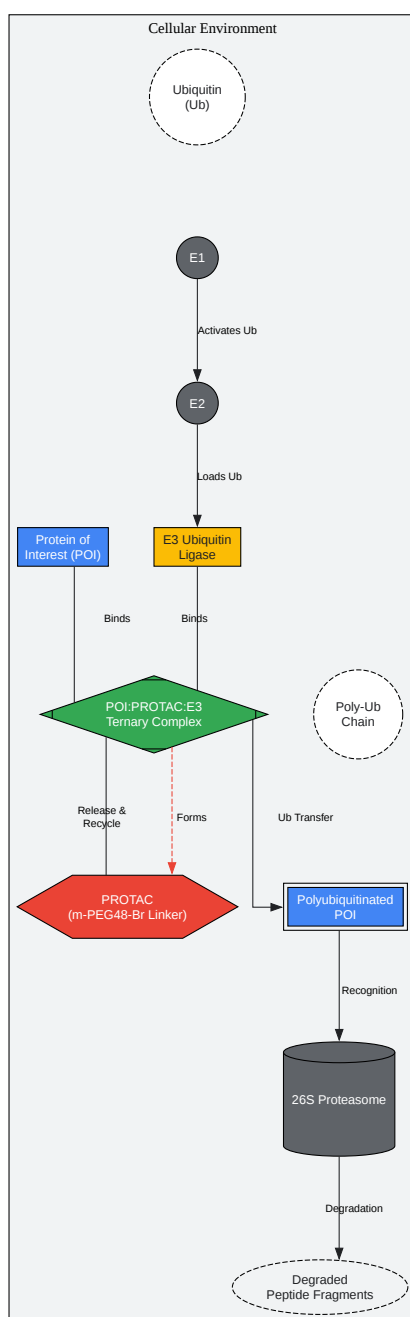 Cellular Environment
Ubiquitin
(Ub)
E1
Activates Ub
E2
Loads Ub
Protein of
Interest (POI)
E3 Ubiquitin
Ligase
Binds
Binds
POI:PROTAC:E3
Ternary Complex
Poly-Ub
Chain
Release &
Recycle
Forms
Ub Transfer
PROTAC
(m-PEG48-Br Linker)
Polyubiquitinated
POI
Recognition
26S Proteasome
Degradation
Degraded
Peptide Fragments